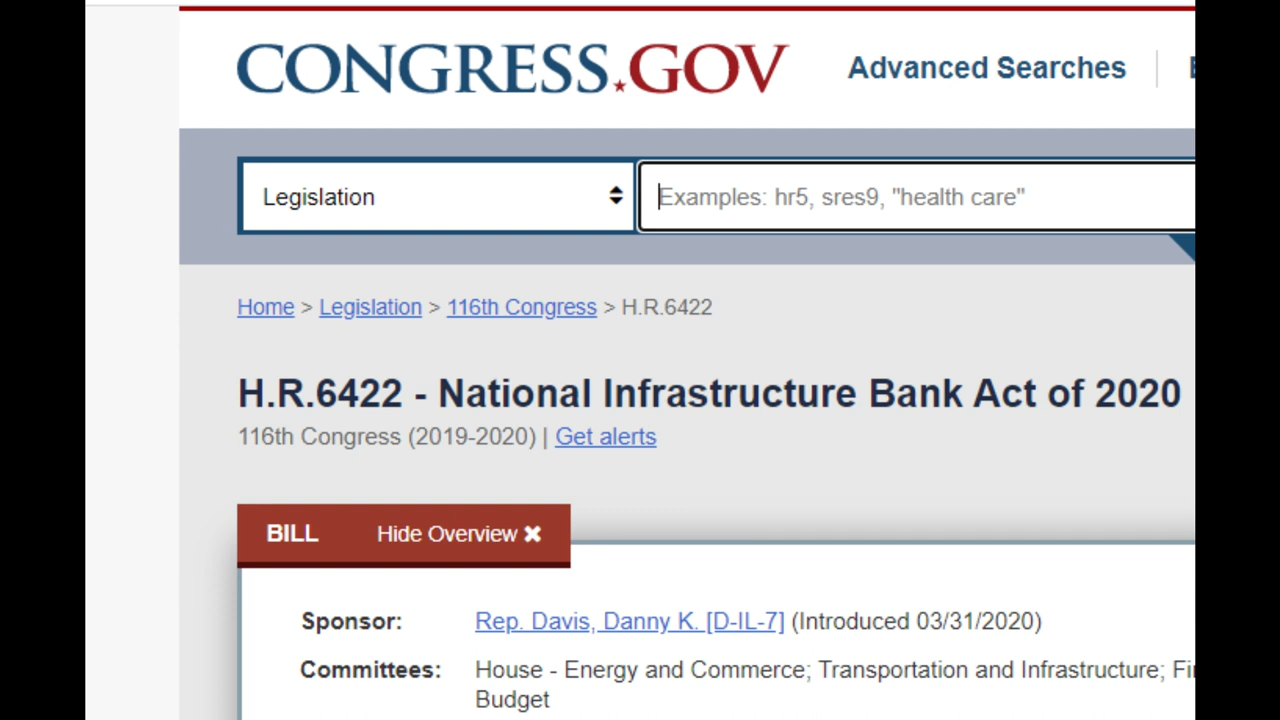 CONGRESS.GOV
Advanced Searches
Legislation
Examples: hr5, sres9, "health care"
Home > Legislation > 116th Congress > H.R.6422
H.R.6422 - National Infrastructure Bank Act of 2020
116th Congress (2019-2020) | Get alerts
BILL Hide Overview ✖
Sponsor: Rep. Davis, Danny K. [D-IL-7] (Introduced 03/31/2020)
Committees: House - Energy and Commerce; Transportation and Infrastructure;
Budget